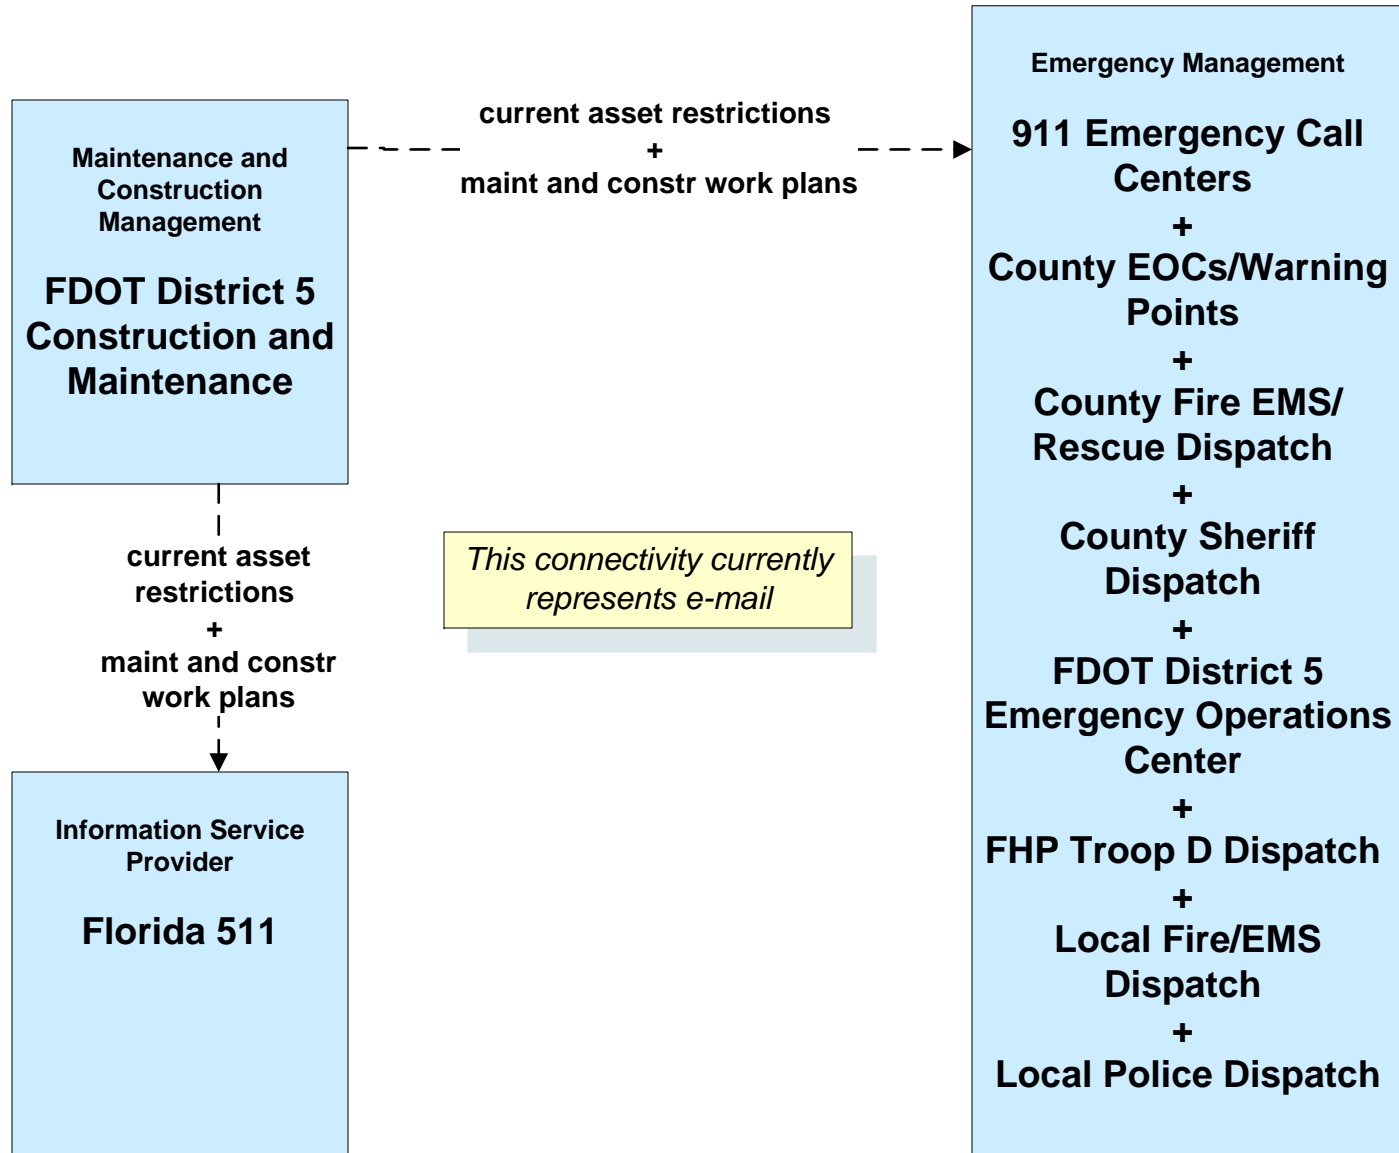 Maintenance and
Construction
Management
FDOT District 5
Construction and
Maintenance
current asset restrictions
+
maint and constr work plans
Emergency Management
911 Emergency Call
Centers
+
County EOCs/Warning
Points
+
County Fire EMS/
Rescue Dispatch
+
County Sheriff
Dispatch
+
FDOT District 5
Emergency Operations
Center
+
FHP Troop D Dispatch
+
Local Fire/EMS
Dispatch
+
Local Police Dispatch
current asset
restrictions
+
maint and constr
work plans
This connectivity currently
represents e-mail
Information Service
Provider
Florida 511